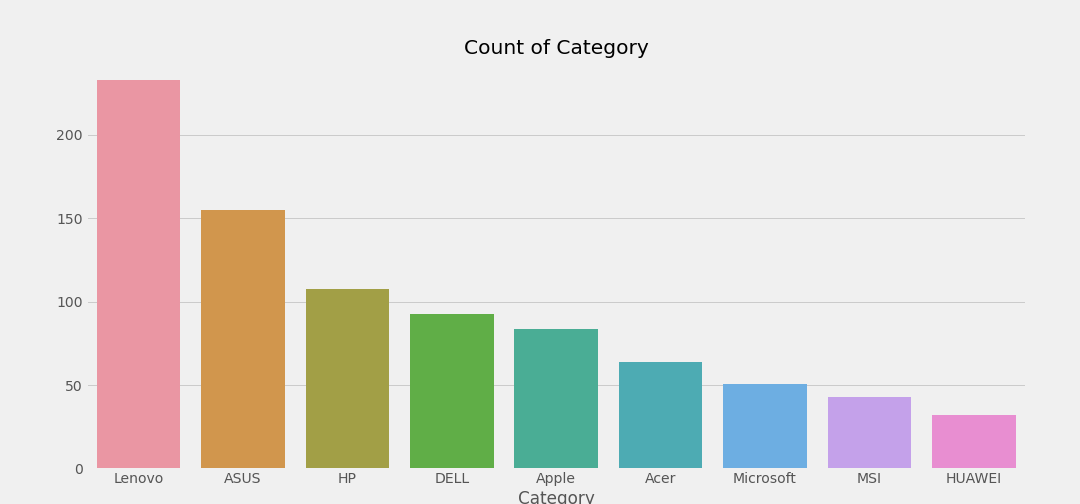 Count of Category
200
150
100
50
0
Lenovo ASUS HP DELL Apple Acer Microsoft MSI HUAWEI
Category